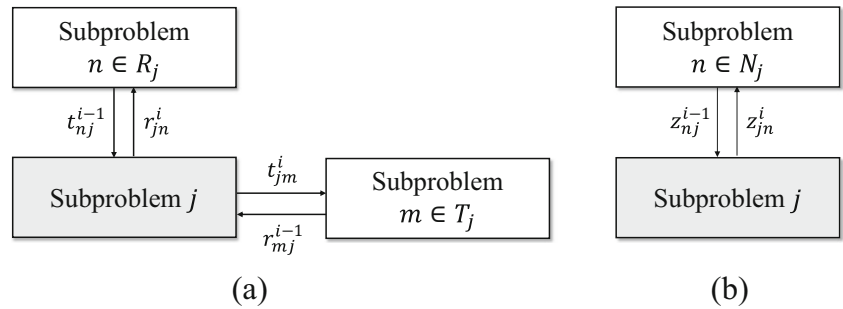 Subproblem
n ∈ R_j
t_{nj}^{i-1}
r_{jn}^{i}
Subproblem j
t_{jm}^{i}
r_{mj}^{i-1}
Subproblem
m ∈ T_j
(a)
Subproblem
n ∈ N_j
z_{nj}^{i-1}
z_{jn}^{i}
Subproblem j
(b)